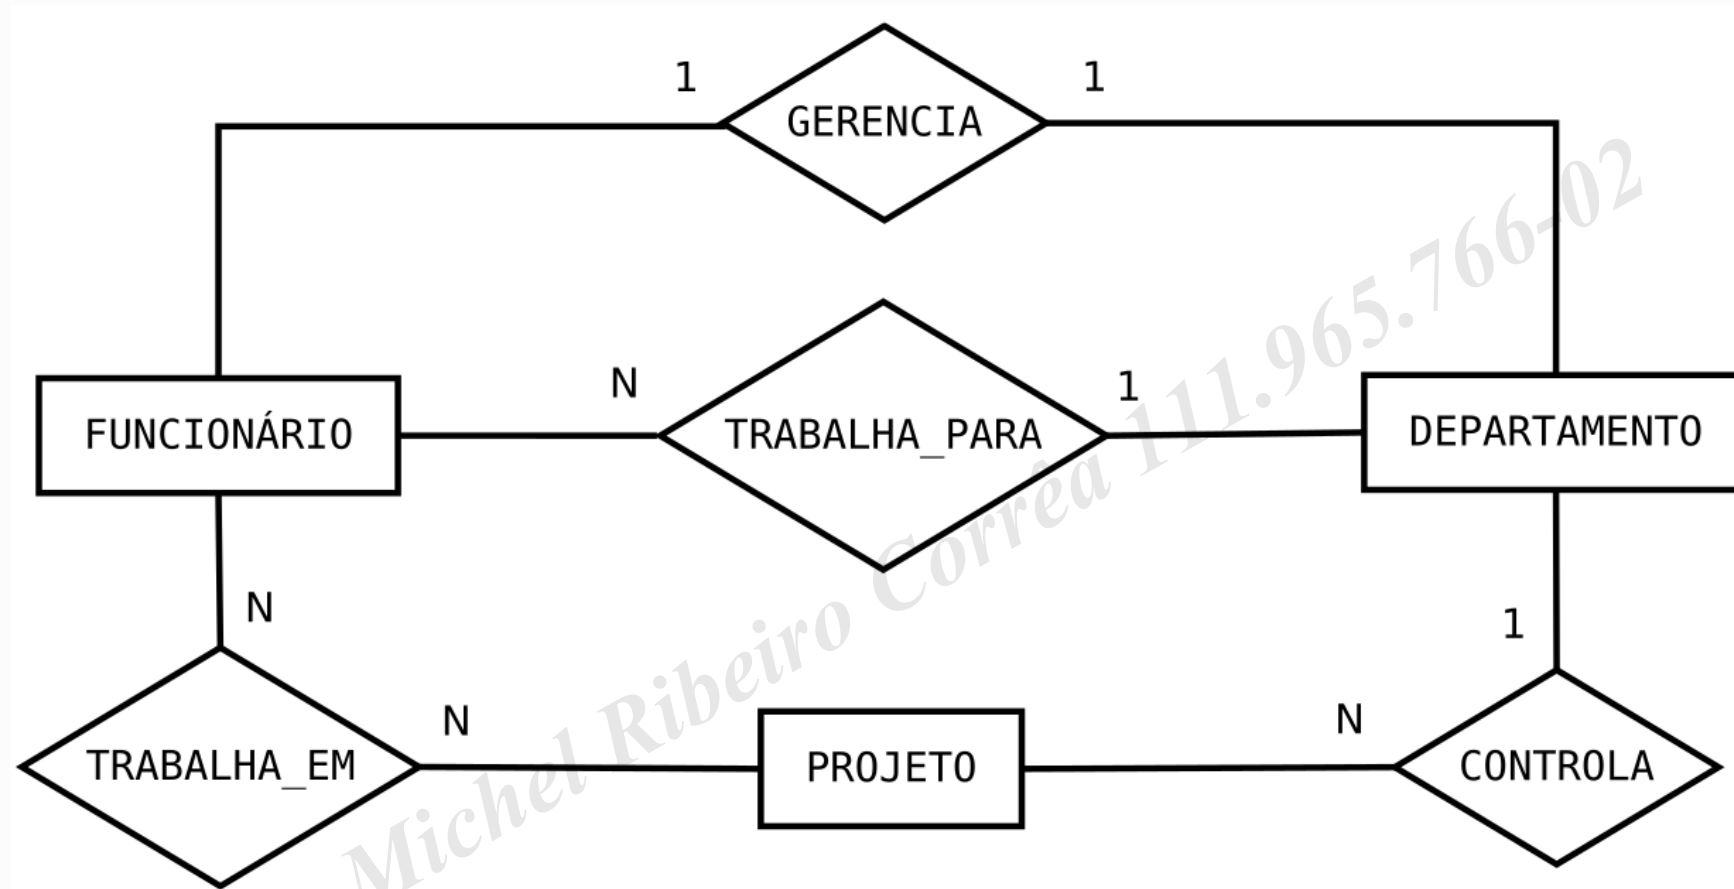 1
1
GERENCIA
N
1
FUNCIONÁRIO
TRABALHA_PARA
DEPARTAMENTO
N
1
N
N
TRABALHA_EM
PROJETO
CONTROLA
Michel Ribeiro Corrêa 111.965.766-02